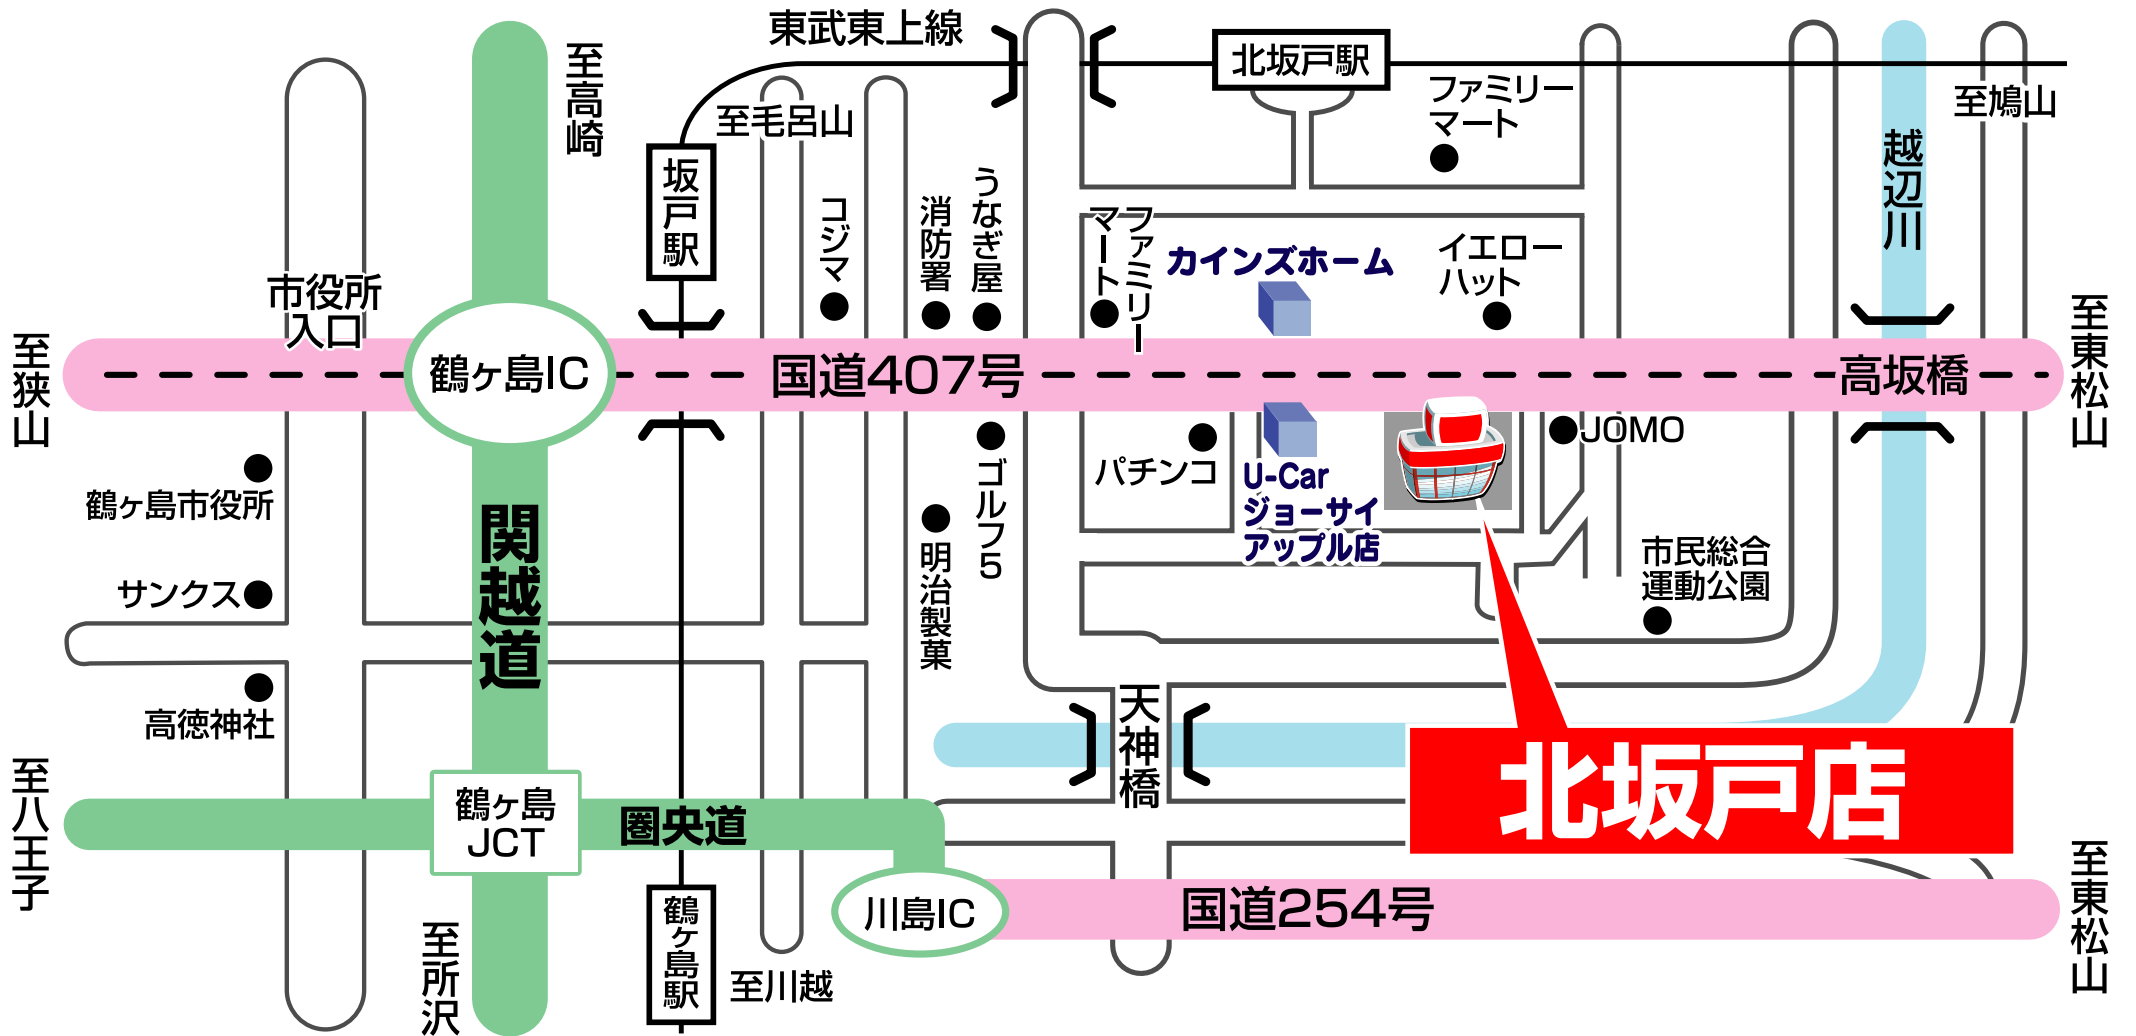 東武東上線
北坂戸駅
至高崎
ファミリー
マート
至鳩山
至毛呂山
坂戸駅
越辺川
コジマ
消防署
うなぎ屋
ファミリー
マート
カインズホーム
イエロー
ハット
市役所
入口
至狭山
鶴ヶ島IC
国道407号
高坂橋
至東松山
鶴ヶ島市役所
サンクス
高徳神社
関越道
ゴルフ5
明治製菓
パチンコ
U-Car
ジョーサイ
アップル店
JOMO
市民総合
運動公園
天神橋
北坂戸店
至八王子
鶴ヶ島
JCT
圏央道
川島IC
国道254号
至東松山
鶴ヶ島駅
至所沢
至川越